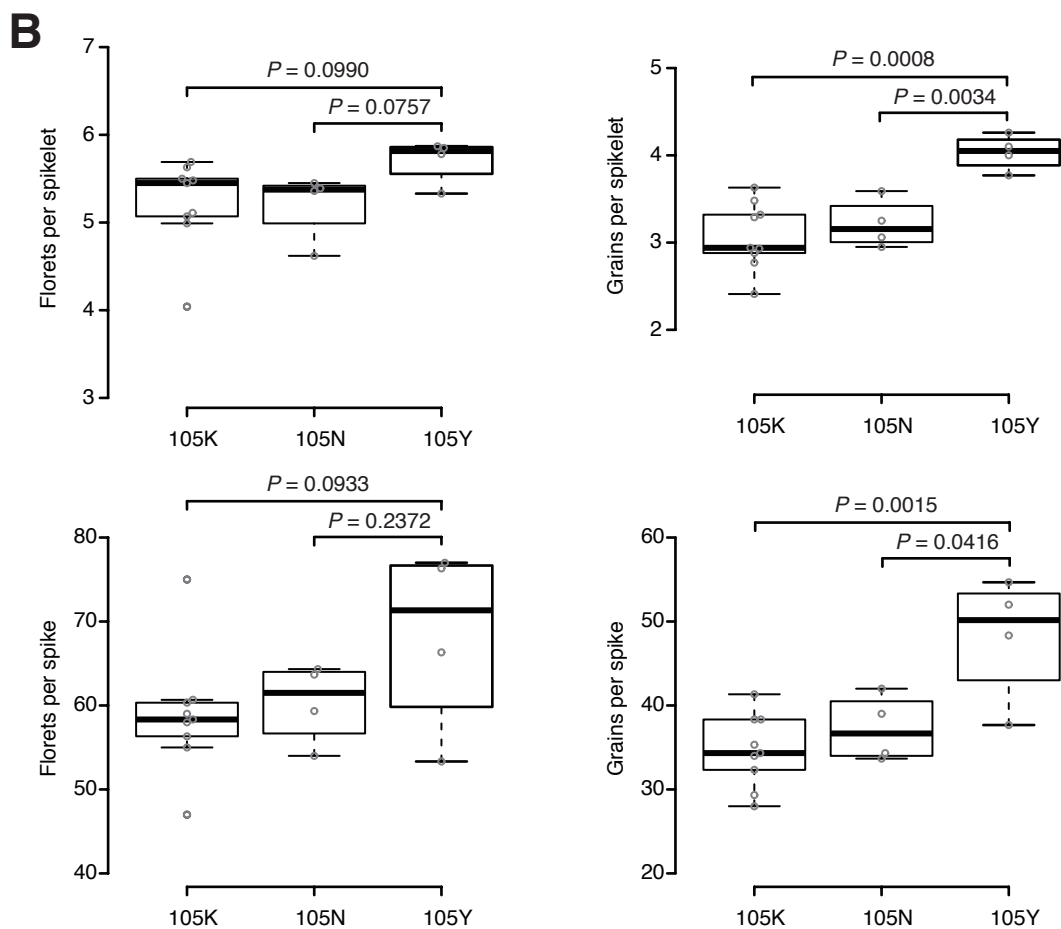 B
Florets per spikelet
7
6
5
4
3
P = 0.0990
P = 0.0757
105K 105N 105Y
Grains per spikelet
5
4
3
2
P = 0.0008
P = 0.0034
105K 105N 105Y
Florets per spike
80
70
60
50
40
P = 0.0933
P = 0.2372
105K 105N 105Y
Grains per spike
60
50
40
30
20
P = 0.0015
P = 0.0416
105K 105N 105Y